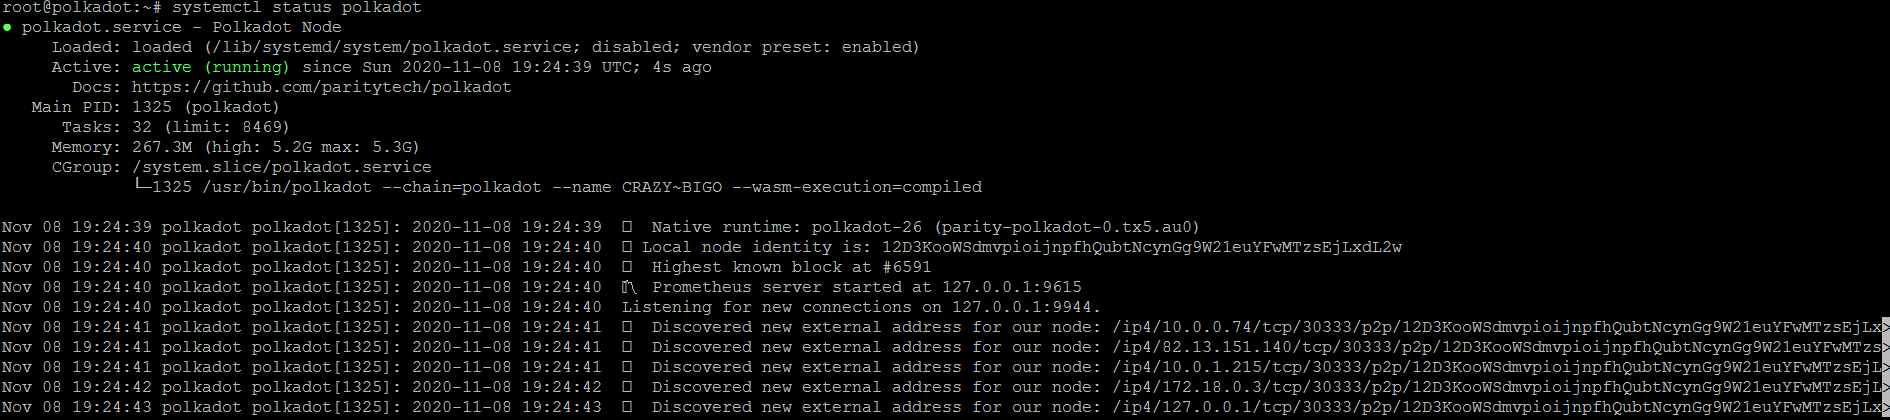 root@polkadot:~# systemctl status polkadot
● polkadot.service - Polkadot Node
Loaded: loaded (/lib/systemd/system/polkadot.service; disabled; vendor preset: enabled)
Active: active (running) since Sun 2020-11-08 19:24:39 UTC; 4s ago
Docs: https://github.com/paritytech/polkadot
Main PID: 1325 (polkadot)
Tasks: 32 (limit: 8469)
Memory: 267.3M (high: 5.2G max: 5.3G)
CGroup: /system.slice/polkadot.service
└─1325 /usr/bin/polkadot --chain=polkadot --name CRAZY~BIGO --wasm-execution=compiled
Nov 08 19:24:39 polkadot polkadot[1325]: 2020-11-08 19:24:39 Native runtime: polkadot-26 (parity-polkadot-0.tx5.au0)
Nov 08 19:24:40 polkadot polkadot[1325]: 2020-11-08 19:24:40 Local node identity is: 12D3KooWSdmvpioijnpfhQubtNcynGg9W21euYFwMTzsEjLxdL2w
Nov 08 19:24:40 polkadot polkadot[1325]: 2020-11-08 19:24:40 Highest known block at #6591
Nov 08 19:24:40 polkadot polkadot[1325]: 2020-11-08 19:24:40 Prometheus server started at 127.0.0.1:9615
Nov 08 19:24:40 polkadot polkadot[1325]: 2020-11-08 19:24:40 Listening for new connections on 127.0.0.1:9944.
Nov 08 19:24:41 polkadot polkadot[1325]: 2020-11-08 19:24:41 Discovered new external address for our node: /ip4/10.0.0.74/tcp/30333/p2p/12D3KooWSdmvpioijnpfhQubtNcynGg9W21euYFwMTzsEjLx>
Nov 08 19:24:41 polkadot polkadot[1325]: 2020-11-08 19:24:41 Discovered new external address for our node: /ip4/82.13.151.140/tcp/30333/p2p/12D3KooWSdmvpioijnpfhQubtNcynGg9W21euYFwMTzs>
Nov 08 19:24:41 polkadot polkadot[1325]: 2020-11-08 19:24:41 Discovered new external address for our node: /ip4/10.0.1.215/tcp/30333/p2p/12D3KooWSdmvpioijnpfhQubtNcynGg9W21euYFwMTzsEjL>
Nov 08 19:24:42 polkadot polkadot[1325]: 2020-11-08 19:24:42 Discovered new external address for our node: /ip4/172.18.0.3/tcp/30333/p2p/12D3KooWSdmvpioijnpfhQubtNcynGg9W21euYFwMTzsEjL>
Nov 08 19:24:43 polkadot polkadot[1325]: 2020-11-08 19:24:43 Discovered new external address for our node: /ip4/127.0.0.1/tcp/30333/p2p/12D3KooWSdmvpioijnpfhQubtNcynGg9W21euYFwMTzsEjLx>